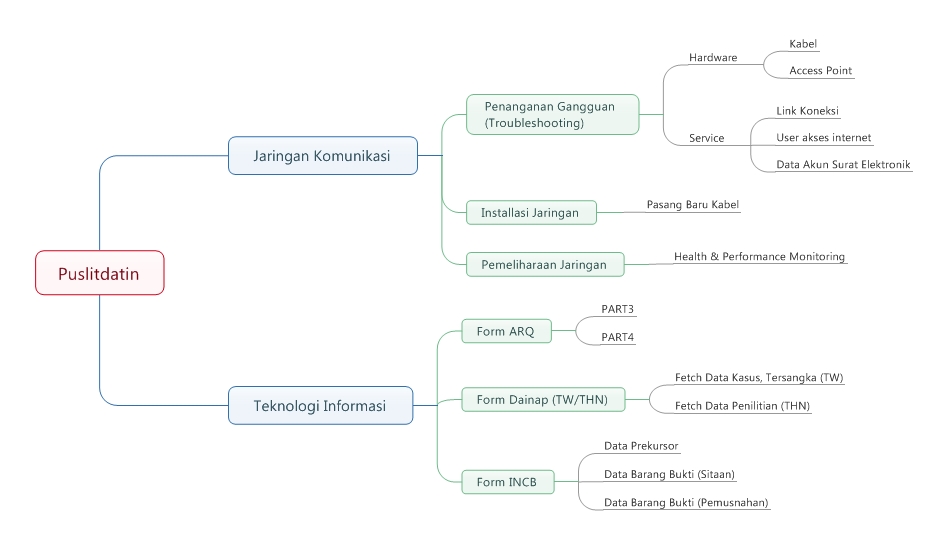 Puslitdatin
Jaringan Komunikasi
Penanganan Gangguan
(Troubleshooting)
Hardware
Kabel
Access Point
Service
Link Koneksi
User akses internet
Data Akun Surat Elektronik
Installasi Jaringan
Pasang Baru Kabel
Pemeliharaan Jaringan
Health & Performance Monitoring
Teknologi Informasi
Form ARQ
PART3
PART4
Form Dainap (TW/THN)
Fetch Data Kasus, Tersangka (TW)
Fetch Data Penilitian (THN)
Form INCB
Data Prekursor
Data Barang Bukti (Sitaan)
Data Barang Bukti (Pemusnahan)